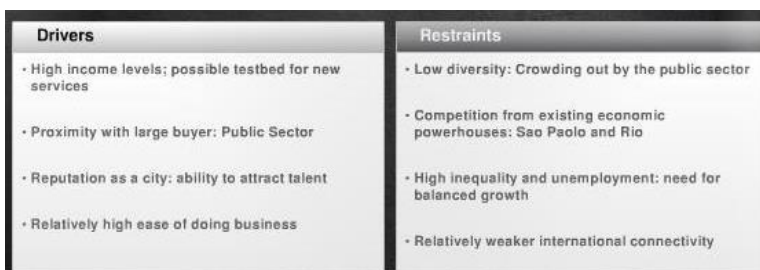 Drivers
• High income levels; possible testbed for new
services
• Proximity with large buyer: Public Sector
• Reputation as a city: ability to attract talent
• Relatively high ease of doing business
Restraints
• Low diversity: Crowding out by the public sector
• Competition from existing economic
powerhouses: Sao Paolo and Rio
• High inequality and unemployment: need for
balanced growth
• Relatively weaker international connectivity